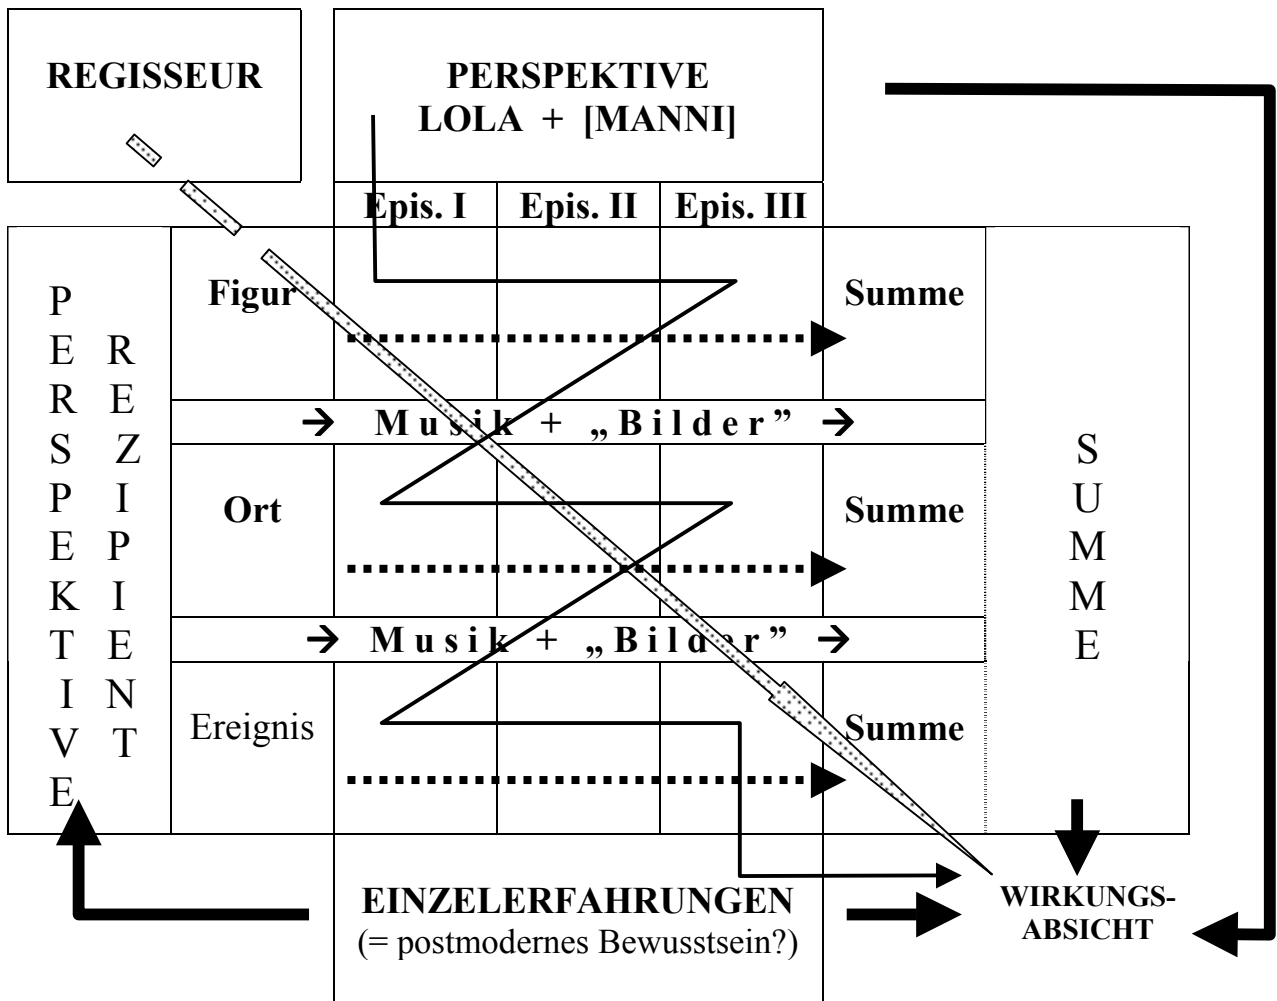 REGISSEUR
PERSPEKTIVE
LOLA + [MANNI]
Epis. I
Epis. II
Epis. III
PERSPEKTIVE
REZIPIENT
Figur
Summe
→ Musik + „Bilder” →
Ort
Summe
→ Musik + „Bilder” →
Ereignis
Summe
SUMME
EINZELERFAHRUNGEN
(= postmodernes Bewusstsein?)
WIRKUNGS-
ABSICHT